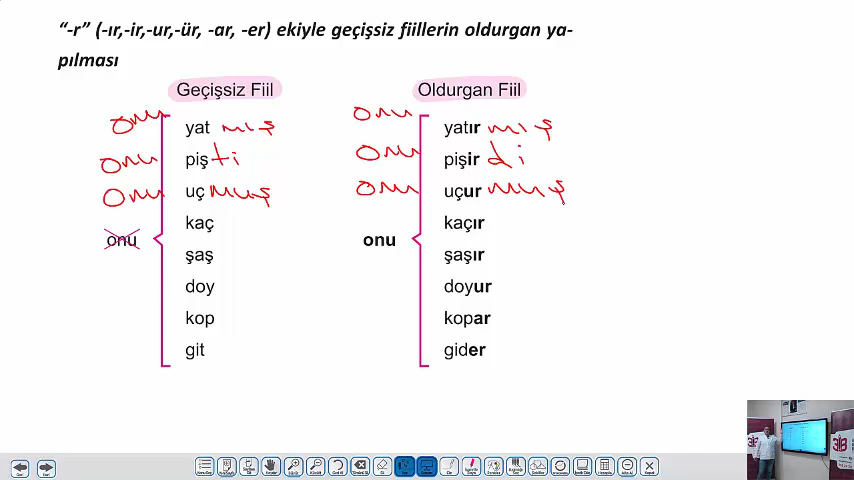 “-r” (-ır,-ir,-ur,-ür, -ar, -er) ekiyle geçişsiz fiillerin oldurgan ya-
pılması
Geçişsiz Fiil Oldurgan Fiil
onu yat mış onu yatır mış
onu piş ti onu pişir di
onu uç muş onu uçur muş
kaç kaçır
onu onu
şaş şaşır
doy doyur
kop kopar
git gider